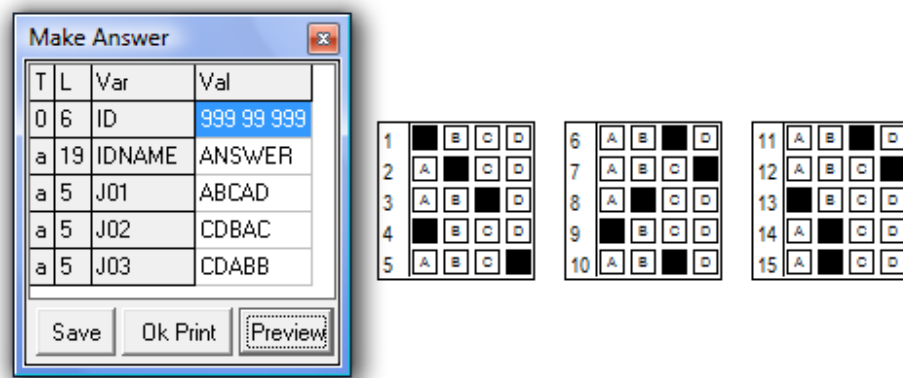 Make Answer
T L Var Val
0 6 ID 999 99 999
a 19 IDNAME ANSWER
a 5 J01 ABCAD
a 5 J02 CDBAC
a 5 J03 CDABB
Save Ok Print Preview
1 B C D
2 A C D
3 A B D
4 B C D
5 A B C
6 A B D
7 A B C
8 A C D
9 B C D
10 A B D
11 A B D
12 A B C
13 B C D
14 A C D
15 A C D